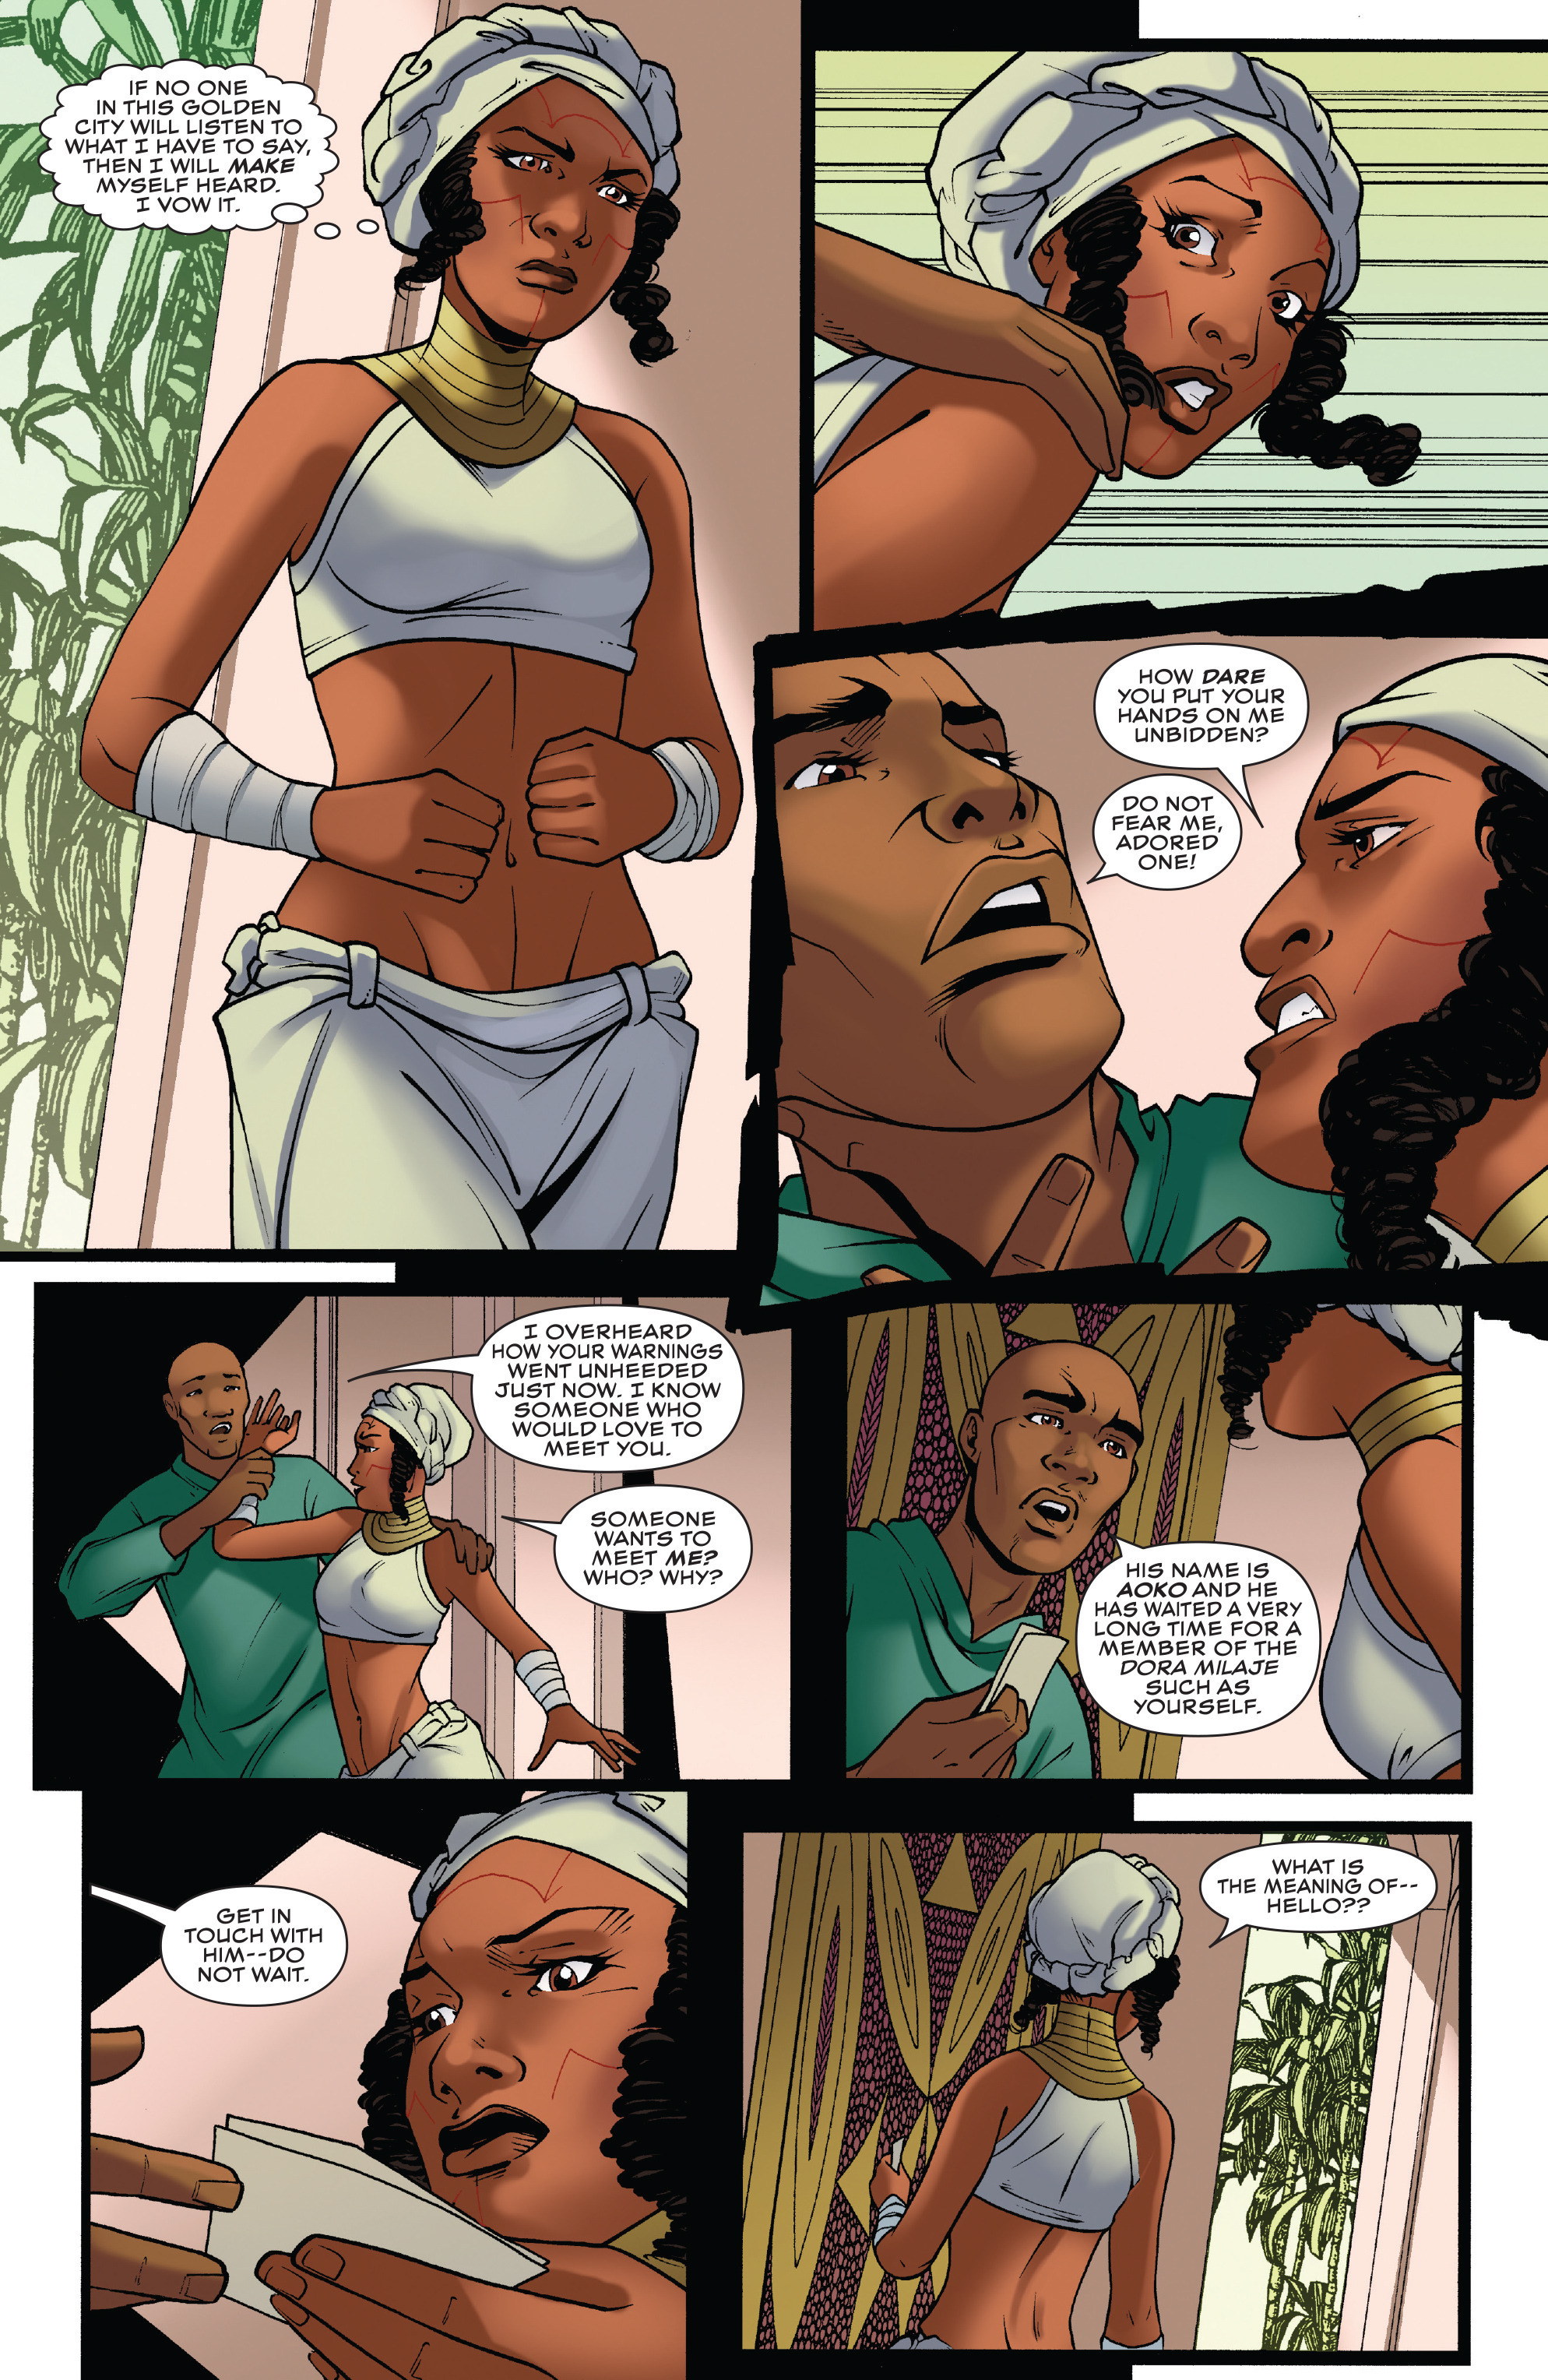 IF NO ONE
IN THIS GOLDEN
CITY WILL LISTEN TO
WHAT I HAVE TO SAY,
THEN I WILL MAKE
MYSELF HEARD.
I VOW IT.
HOW DARE
YOU PUT YOUR
HANDS ON ME
UNBIDDEN?
DO NOT
FEAR ME,
ADORED
ONE!
I OVERHEARD
HOW YOUR WARNINGS
WENT UNHEEDED
JUST NOW. I KNOW
SOMEONE WHO
WOULD LOVE TO
MEET YOU.
SOMEONE
WANTS TO
MEET ME?
WHO? WHY?
HIS NAME IS
AOKO AND HE
HAS WAITED A VERY
LONG TIME FOR A
MEMBER OF THE
DORA MILAJE
SUCH AS
YOURSELF.
GET IN
TOUCH WITH
HIM--DO
NOT WAIT.
WHAT IS
THE MEANING OF--
HELLO??